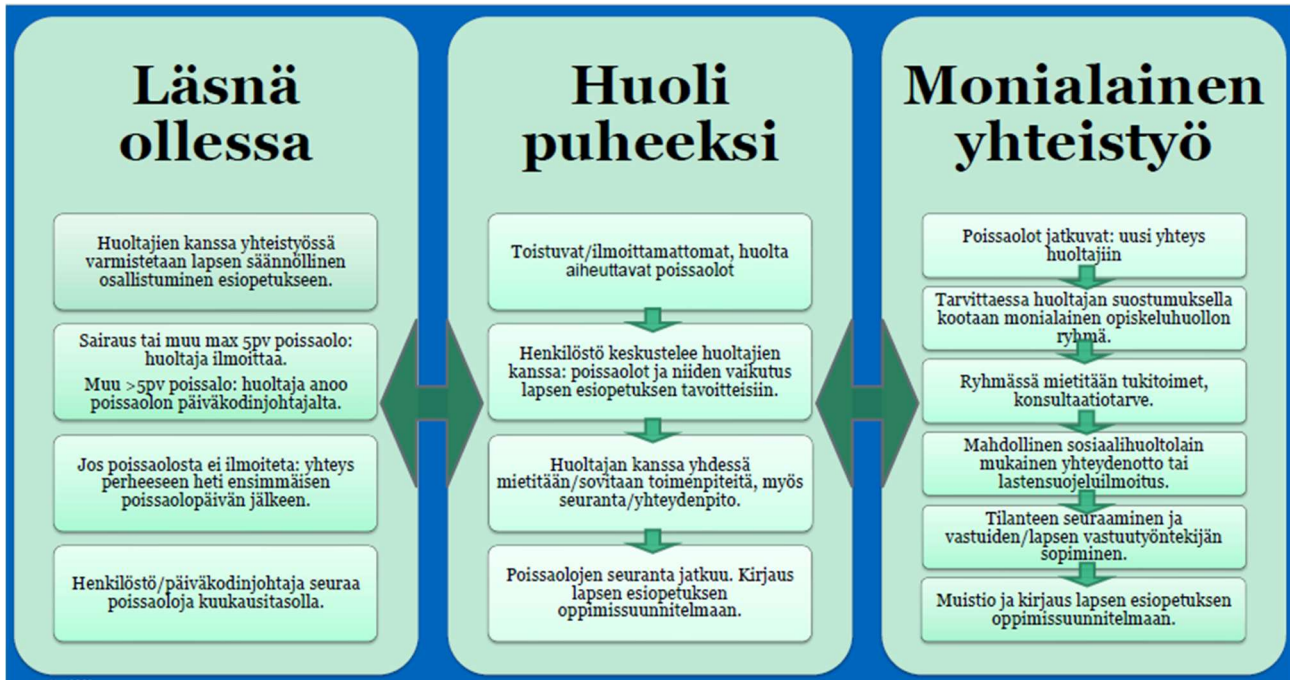 Läsnä
ollessa
Huoltajien kanssa yhteistyössä
varmistetaan lapsen säännöllinen
osallistuminen esiopetukseen.
Sairaus tai muu max 5pv poissaolo:
huoltaja ilmoittaa.
Muu >5pv poissalo: huoltaja anoo
poissaolon päiväkodinjohtajalta.
Jos poissaolosta ei ilmoiteta: yhteys
perheeseen heti ensimmäisen
poissaolopäivän jälkeen.
Henkilöstö/päiväkodinjohtaja seuraa
poissaoloja kuukausitasolla.
Huoli
puheeksi
Toistuvat/ilmoittamattomat, huolta
aiheuttavat poissaolot
Henkilöstö keskustelee huoltajien
kanssa: poissaolot ja niiden vaikutus
lapsen esiopetuksen tavoitteisiin.
Huoltajan kanssa yhdessä
mietitään/sovitaan toimenpiteitä, myös
seuranta/yhteydenpito.
Poissaolojen seuranta jatkuu. Kirjaus
lapsen esiopetuksen
oppimissuunnitelmaan.
Monialainen
yhteistyö
Poissaolot jatkuvat: uusi yhteys
huoltajiin
Tarvittaessa huoltajan suostumuksella
kootaan monialainen opiskeluhuollon
ryhmä.
Ryhmässä mietitään tukitoimet,
konsultaatiotarve.
Mahdollinen sosiaalihuoltolain
mukainen yhteydenotto tai
lastensuojeluilmoitus.
Tilanteen seuraaminen ja
vastuiden/lapsen vastuutyöntekijän
sopiminen.
Muistio ja kirjaus lapsen esiopetuksen
oppimissuunnitelmaan.